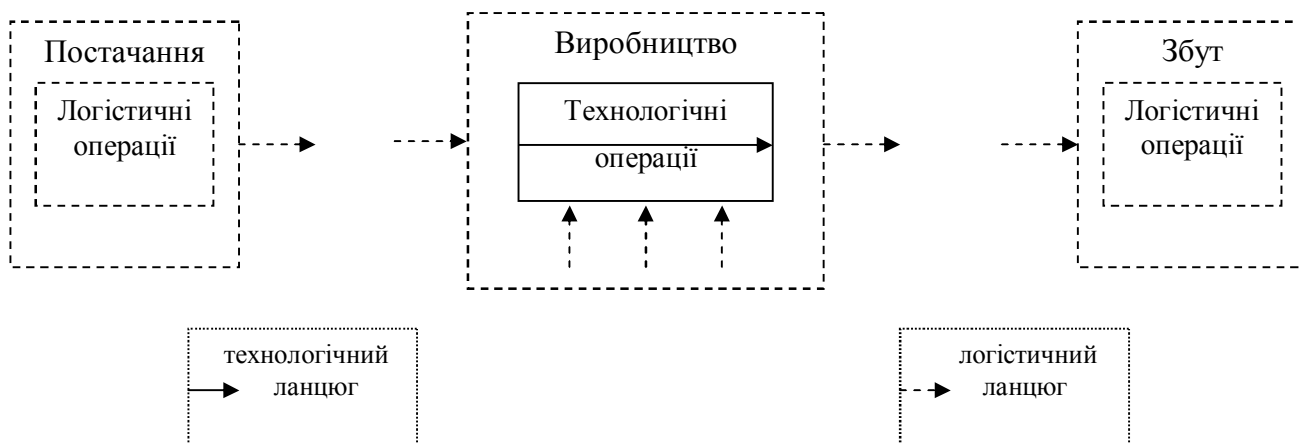 Постачання
Логістичні
операції
Виробництво
Технологічні
операції
Збут
Логістичні
операції
технологічний
ланцюг
логістичний
ланцюг